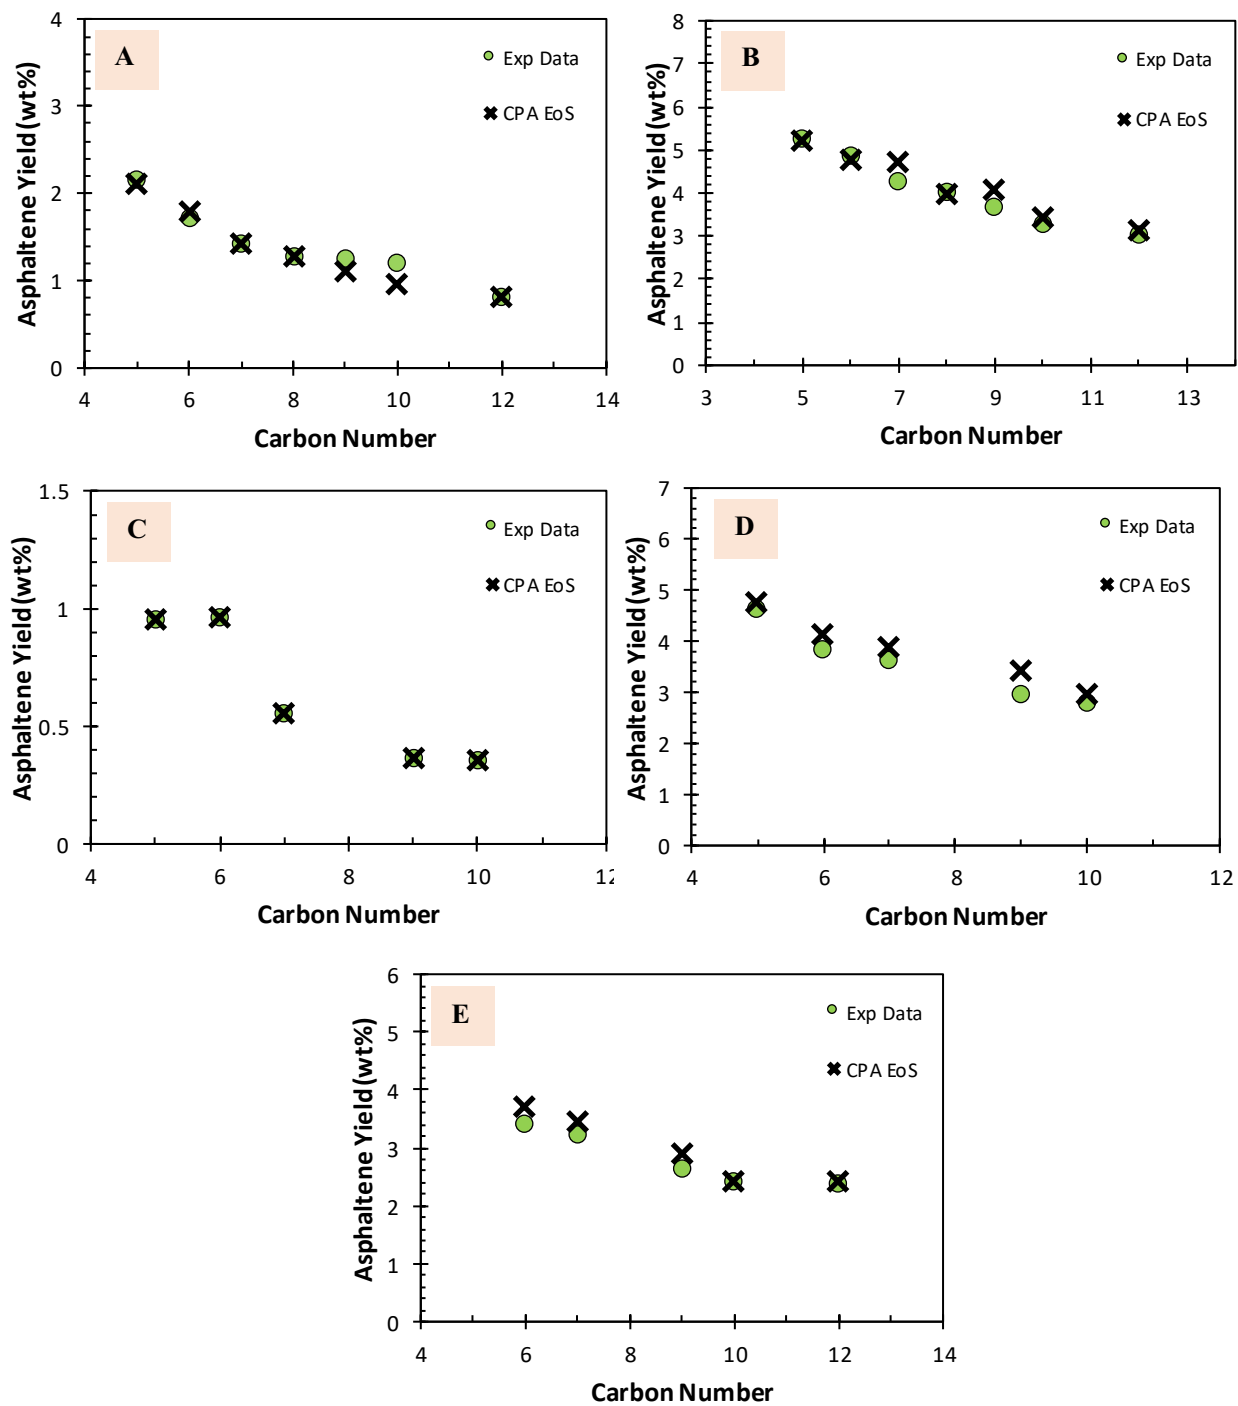 A
Exp Data
CPA EoS
4
3
2
1
0
4 6 8 10 12 14
Asphaltene Yield (wt%)
Carbon Number
B
Exp Data
CPA EoS
8
7
6
5
4
3
2
1
0
3 5 7 9 11 13
Asphaltene Yield (wt%)
Carbon Number
C
Exp Data
CPA EoS
1.5
1
0.5
0
4 6 8 10 12
Asphaltene Yield (wt%)
Carbon Number
D
Exp Data
CPA EoS
7
6
5
4
3
2
1
0
4 6 8 10 12
Asphaltene Yield (wt%)
Carbon Number
E
Exp Data
CPA EoS
6
5
4
3
2
1
0
4 6 8 10 12 14
Asphaltene Yield (wt%)
Carbon Number